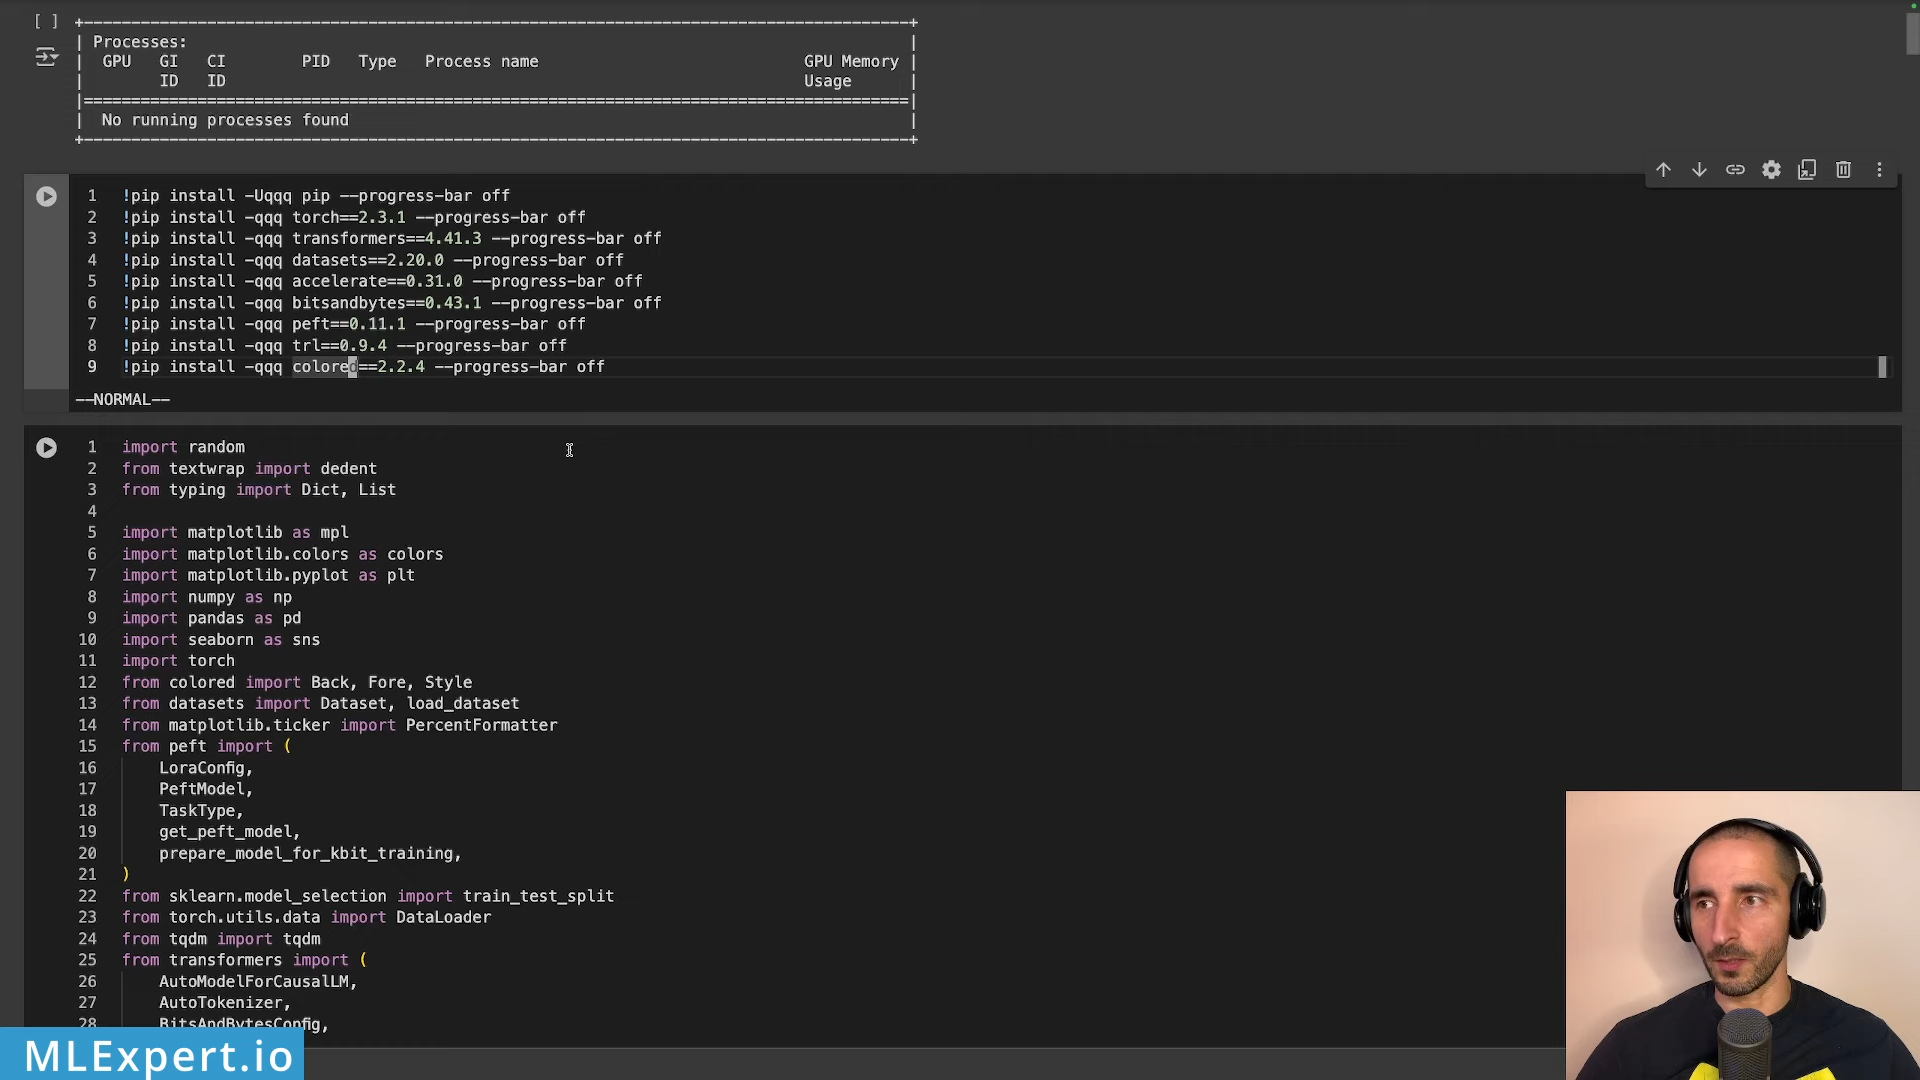 [ ]
Processes:
GPU GI CI PID Type Process name GPU Memory
ID ID Usage
No running processes found
1 !pip install -Uqqq pip --progress-bar off
2 !pip install -qqq torch==2.3.1 --progress-bar off
3 !pip install -qqq transformers==4.41.3 --progress-bar off
4 !pip install -qqq datasets==2.20.0 --progress-bar off
5 !pip install -qqq accelerate==0.31.0 --progress-bar off
6 !pip install -qqq bitsandbytes==0.43.1 --progress-bar off
7 !pip install -qqq peft==0.11.1 --progress-bar off
8 !pip install -qqq trl==0.9.4 --progress-bar off
9 !pip install -qqq colored==2.2.4 --progress-bar off
--NORMAL--
1 import random
2 from textwrap import dedent
3 from typing import Dict, List
4
5 import matplotlib as mpl
6 import matplotlib.colors as colors
7 import matplotlib.pyplot as plt
8 import numpy as np
9 import pandas as pd
10 import seaborn as sns
11 import torch
12 from colored import Back, Fore, Style
13 from datasets import Dataset, load_dataset
14 from matplotlib.ticker import PercentFormatter
15 from peft import (
16 LoraConfig,
17 PeftModel,
18 TaskType,
19 get_peft_model,
20 prepare_model_for_kbit_training,
21 )
22 from sklearn.model_selection import train_test_split
23 from torch.utils.data import DataLoader
24 from tqdm import tqdm
25 from transformers import (
26 AutoModelForCausalLM,
27 AutoTokenizer,
28 BitsAndBytesConfig,
MLExpert.io